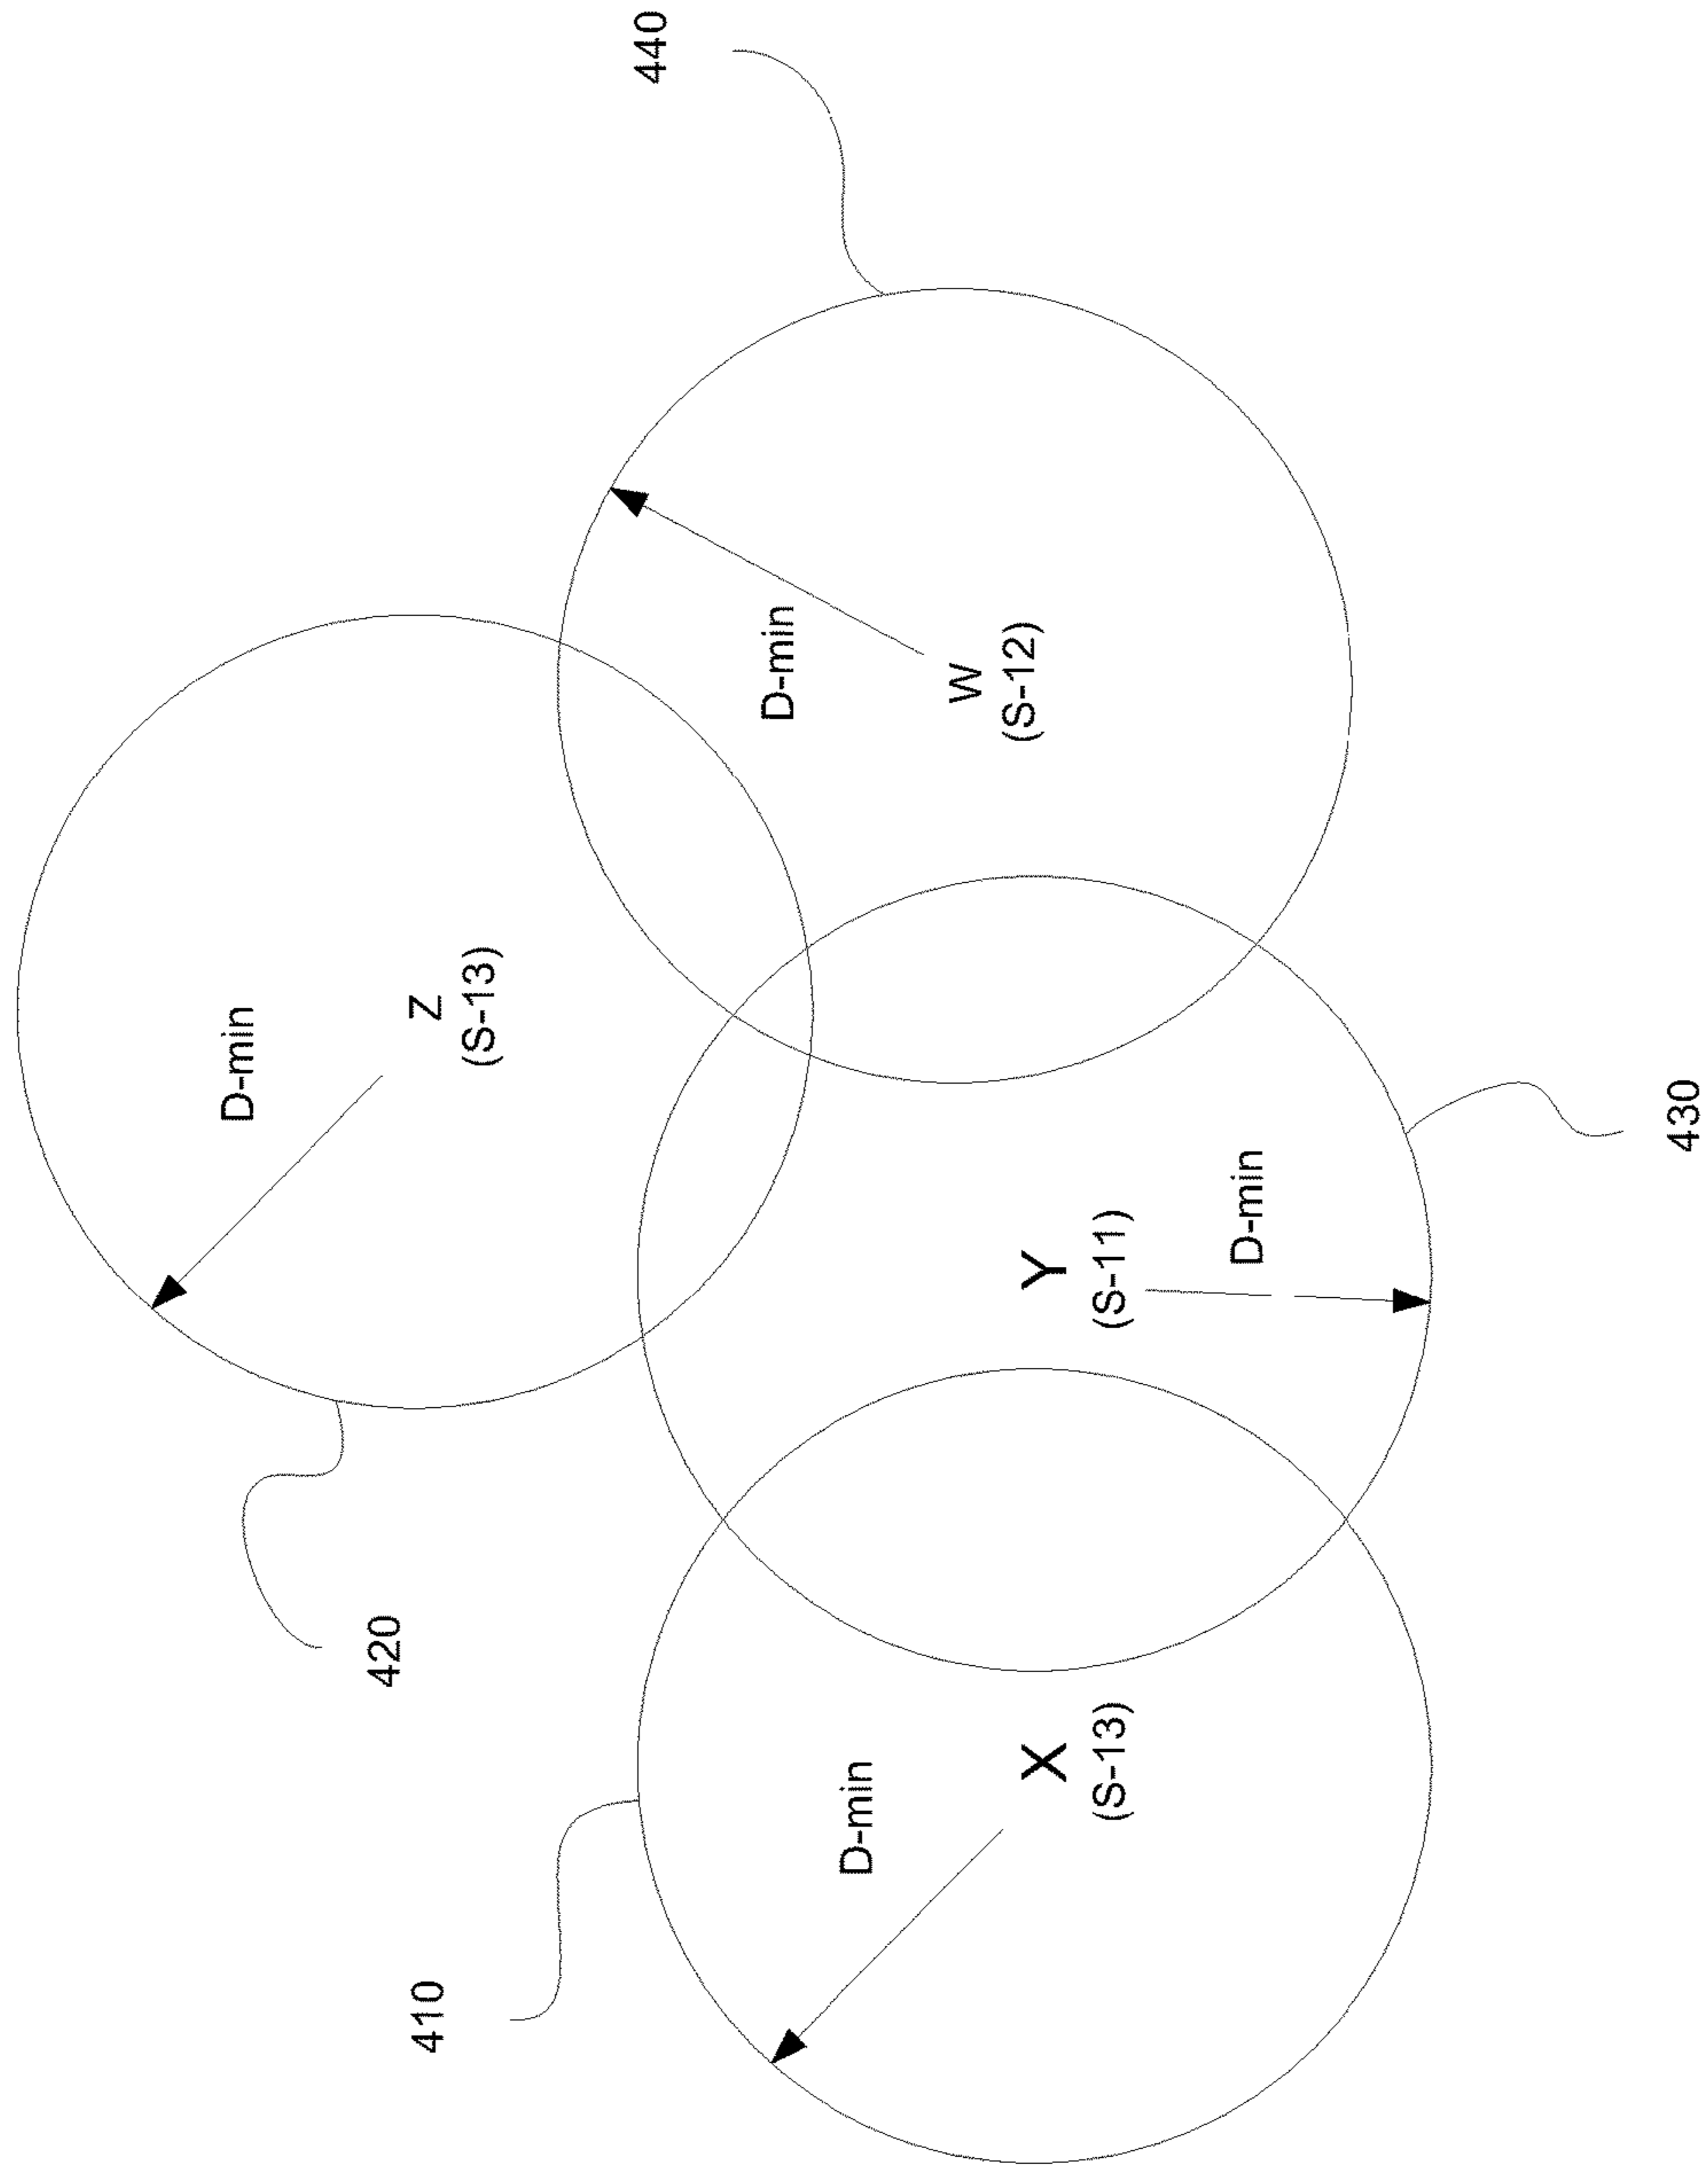 420
D-min
Z
(S-13)
440
410
D-min
X
(S-13)
Y
(S-11)
D-min
D-min
W
(S-12)
430